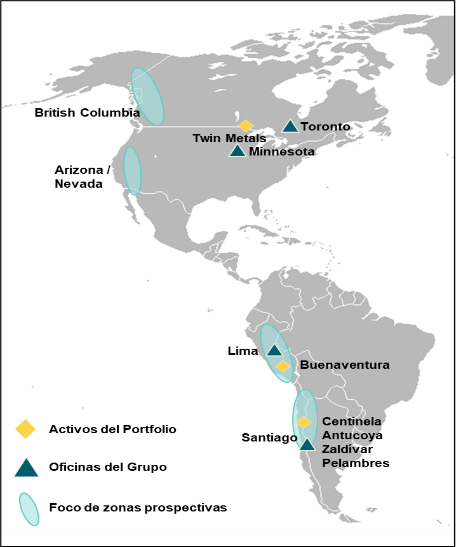 British Columbia
Toronto
Twin Metals
Minnesota
Arizona /
Nevada
Lima
Buenaventura
Centinela
Santiago
Antucoya
Zaldivar
Pelambres
Activos del Portfolio
Oficinas del Grupo
Foco de zonas prospectivas